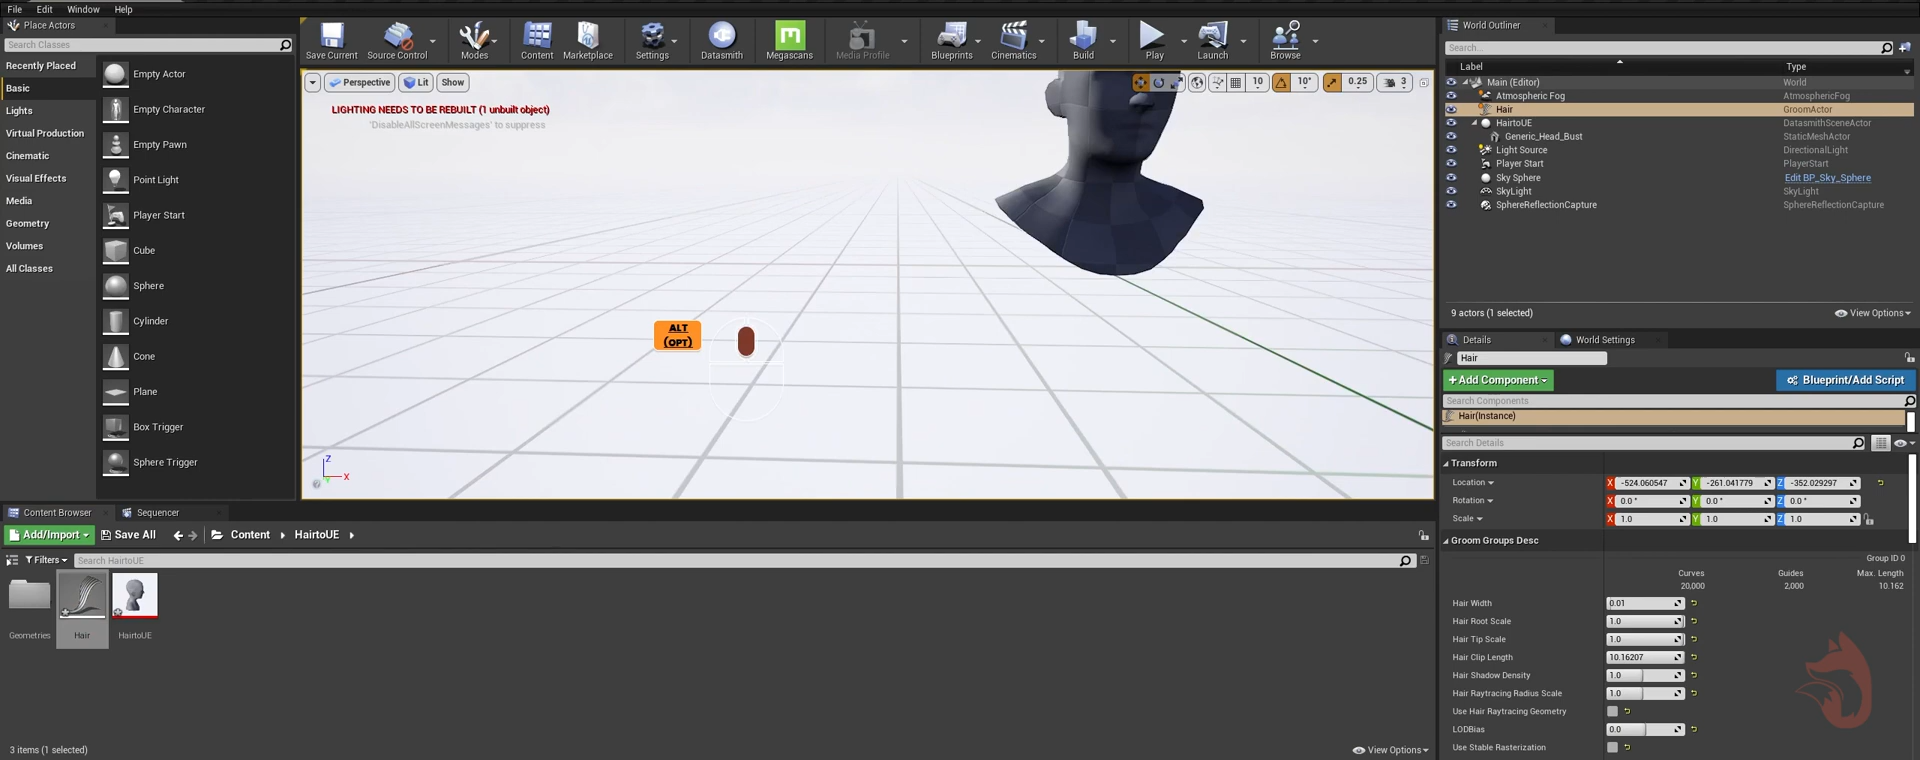 File Edit Window Help
Place Actors
Search Classes
Recently Placed
Basic
Lights
Virtual Production
Cinematic
Visual Effects
Media
Geometry
Volumes
All Classes
Empty Actor
Empty Character
Empty Pawn
Point Light
Player Start
Cube
Sphere
Cylinder
Cone
Plane
Box Trigger
Sphere Trigger
Save Current Source Control Modes Content Marketplace Settings Datasmith Megascans Media Profile Blueprints Cinematics Build Play Launch Browse
Perspective Lit Show
10 10° 0.25 3
LIGHTING NEEDS TO BE REBUILT (1 unbuilt object)
'DisableAllScreenMessages' to suppress
ALT
(OPT)
Z
X
World Outliner
Search...
Label Type
Main (Editor) World
Atmospheric Fog AtmosphericFog
Hair GroomActor
HairtoUE DatasmithSceneActor
Generic_Head_Bust StaticMeshActor
Light Source DirectionalLight
Player Start PlayerStart
Sky Sphere Edit BP_Sky_Sphere
SkyLight SkyLight
SphereReflectionCapture SphereReflectionCapture
9 actors (1 selected) View Options
Details World Settings
Hair
+Add Component Blueprint/Add Script
Search Components
Hair(Instance)
Search Details
Transform
Location X -524.060547 Y -261.041779 Z -352.029297
Rotation X 0.0 ° Y 0.0 ° Z 0.0 °
Scale X 1.0 Y 1.0 Z 1.0
Groom Groups Desc
Group ID 0
Curves Guides Max. Length
20,000 2,000 10.162
Hair Width 0.01
Hair Root Scale 1.0
Hair Tip Scale 1.0
Hair Clip Length 10.16207
Hair Shadow Density 1.0
Hair Raytracing Radius Scale 1.0
Use Hair Raytracing Geometry
LODBias 0.0
Use Stable Rasterization
Content Browser Sequencer
Add/Import Save All Content HairtoUE
Filters Search HairtoUE
Geometries Hair HairtoUE
3 items (1 selected) View Options